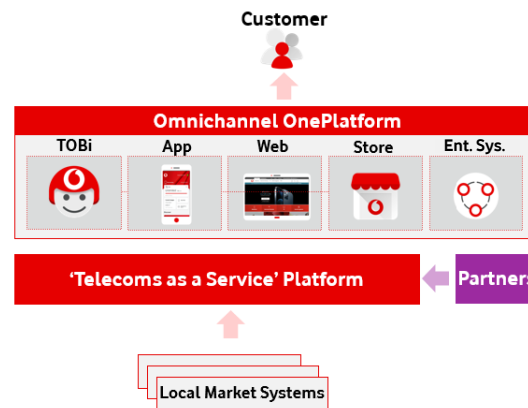 Customer
Omnichannel OnePlatform
TOBi
App
Web
Store
Ent. Sys.
‘Telecoms as a Service’ Platform
Partners
Local Market Systems